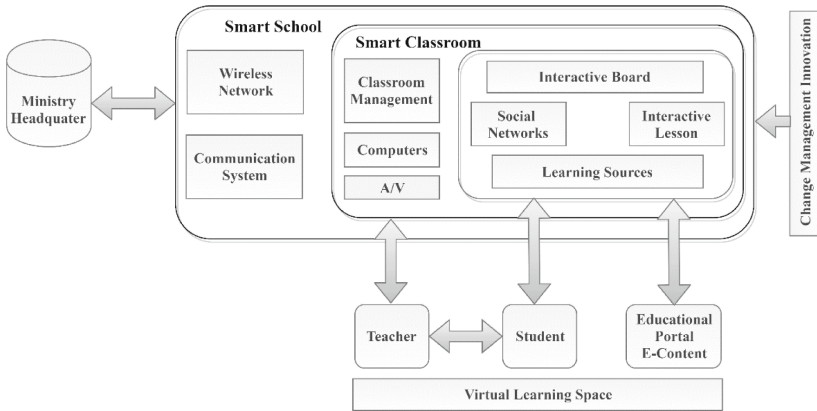 Smart School
Smart Classroom
Ministry
Headquater
Wireless
Network
Communication
System
Classroom
Management
Computers
A/V
Interactive Board
Social
Networks
Interactive
Lesson
Learning Sources
Change Management Innovation
Teacher
Student
Educational
Portal
E-Content
Virtual Learning Space